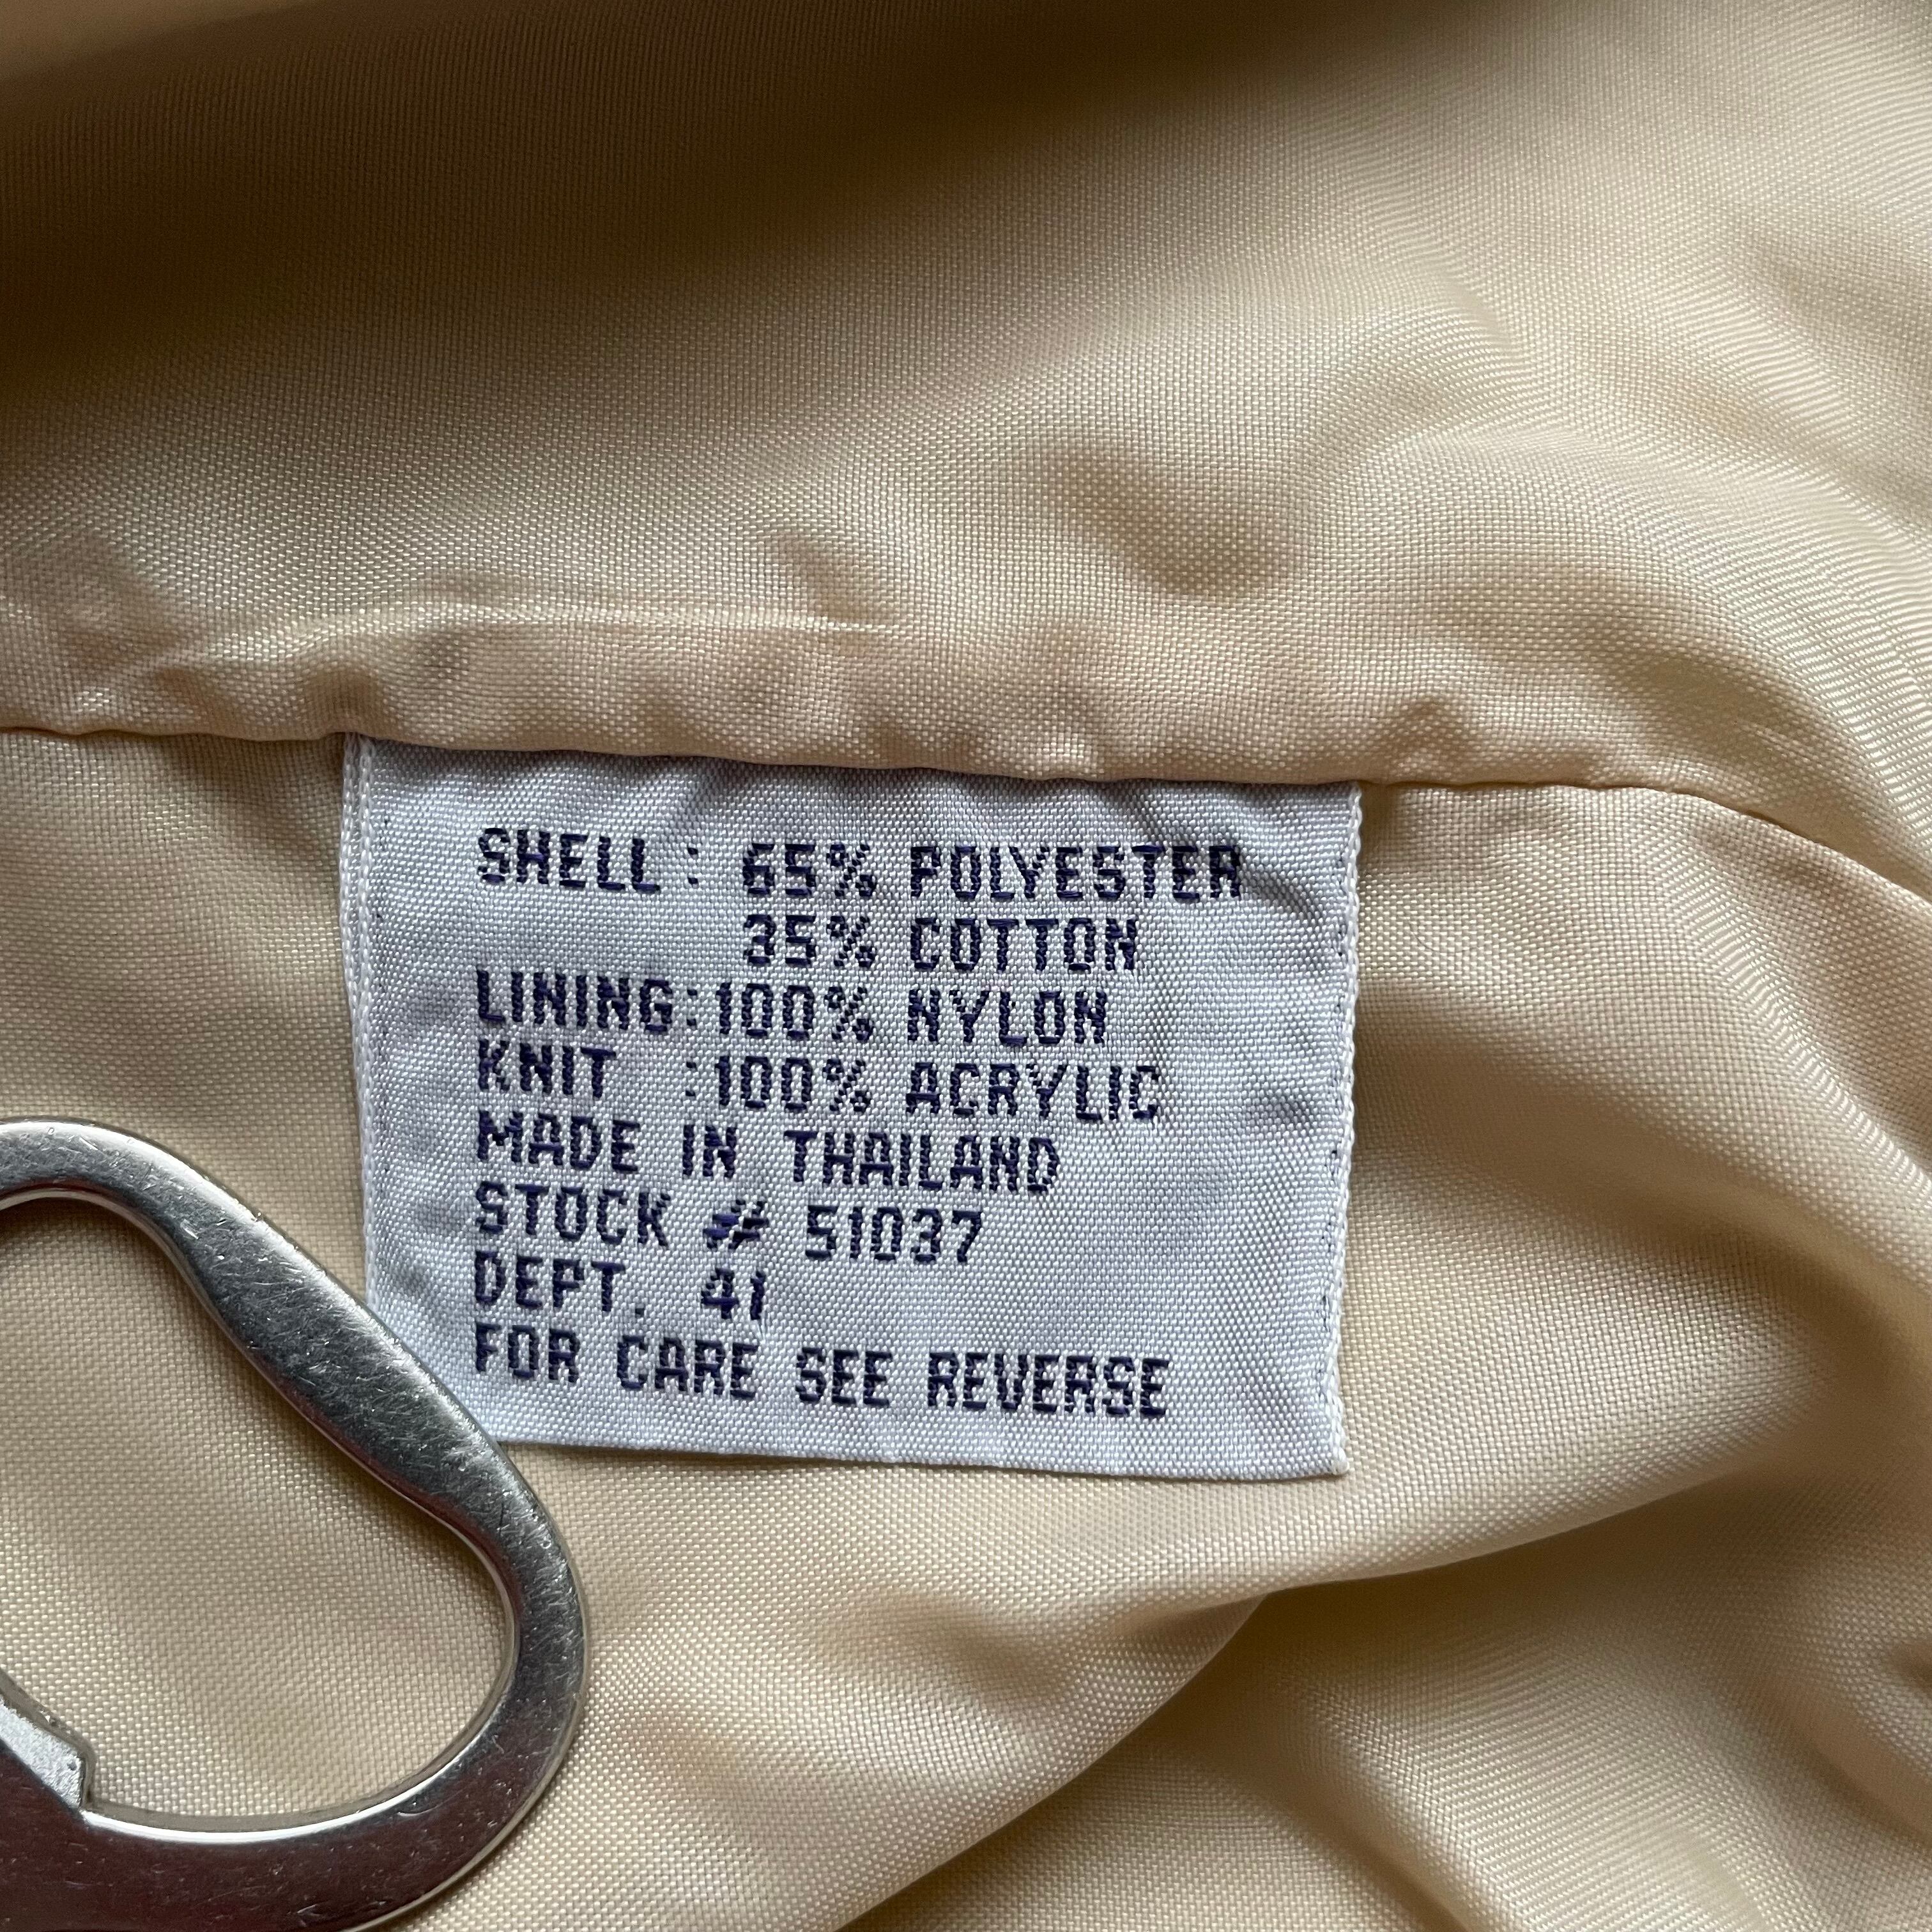 SHELL: 65% POLYESTER
35% COTTON
LINING:100% NYLON
KNIT :100% ACRYLIC
MADE IN THAILAND
STOCK # 51037
DEPT. 41
FOR CARE SEE REVERSE